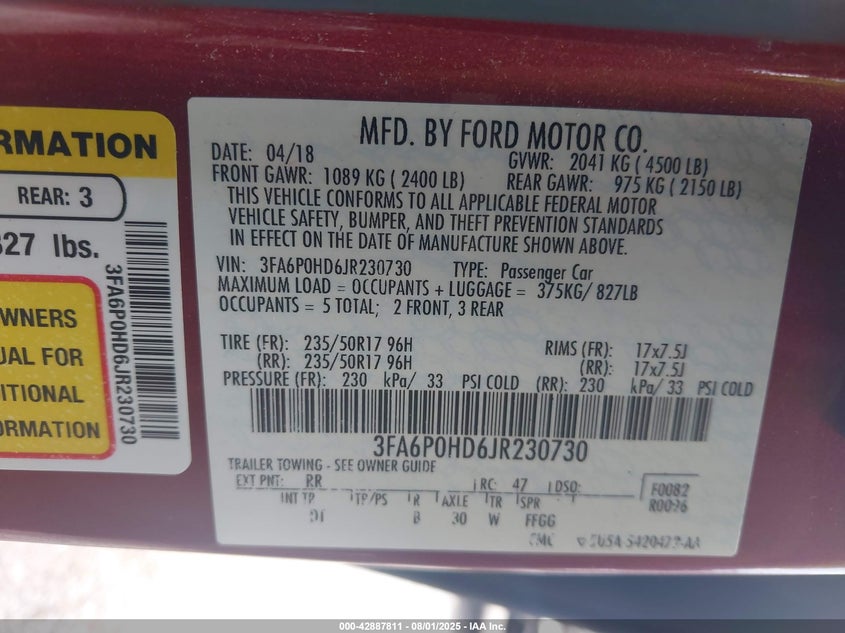 RMATION
REAR: 3
827 lbs.
WNERS
UAL FOR
DITIONAL
FORMATION
3FA6P0HD6JR230730
MFD. BY FORD MOTOR CO.
DATE: 04/18 GVWR: 2041 KG ( 4500 LB)
FRONT GAWR: 1089 KG ( 2400 LB) REAR GAWR: 975 KG ( 2150 LB)
THIS VEHICLE CONFORMS TO ALL APPLICABLE FEDERAL MOTOR
VEHICLE SAFETY, BUMPER, AND THEFT PREVENTION STANDARDS
IN EFFECT ON THE DATE OF MANUFACTURE SHOWN ABOVE.
VIN: 3FA6P0HD6JR230730 TYPE: Passenger Car
MAXIMUM LOAD = OCCUPANTS + LUGGAGE = 375KG/ 827LB
OCCUPANTS = 5 TOTAL; 2 FRONT, 3 REAR
TIRE (FR): 235/50R17 96H RIMS (FR): 17x7.5J
(RR): 235/50R17 96H (RR): 17x7.5J
PRESSURE (FR): 230 kPa/ 33 PSI COLD (RR): 230 kPa/ 33 PSI COLD
3FA6P0HD6JR230730
TRAILER TOWING - SEE OWNER GUIDE
EXT PNT: RR RC: 47 DSO: F0082
INT TR TP/PS R AXLE TR SPR
B 30 W FFGG
000-42887811 - 08/01/2025 - IAA Inc.